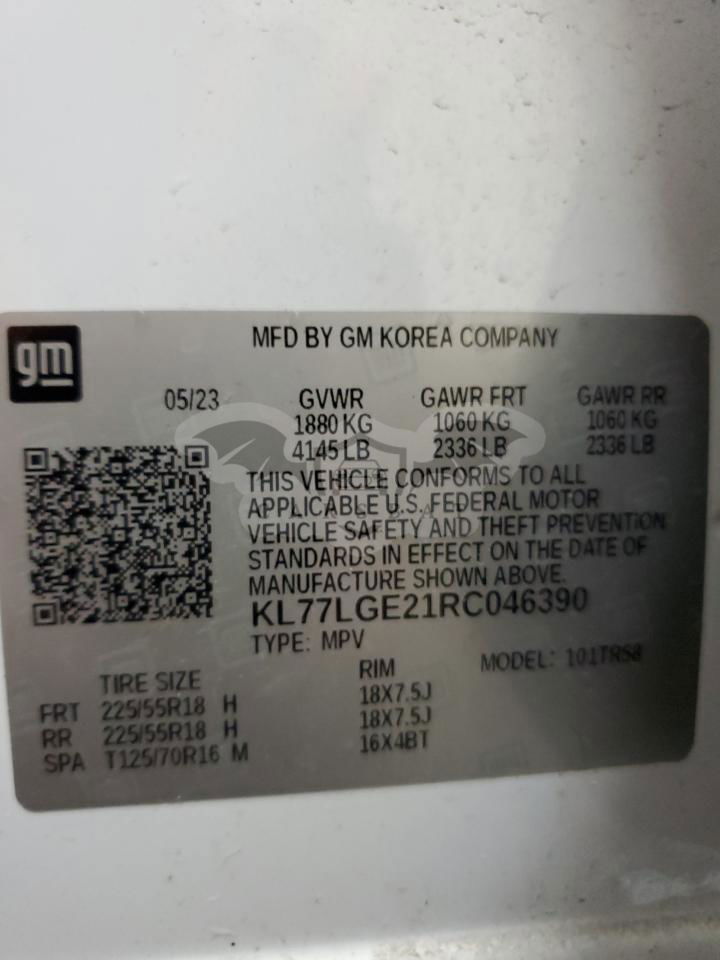 gm
MFD BY GM KOREA COMPANY
05/23 GVWR GAWR FRT GAWR RR
1880 KG 1060 KG 1060 KG
4145 LB 2336 LB 2336 LB
THIS VEHICLE CONFORMS TO ALL
APPLICABLE U.S. FEDERAL MOTOR
VEHICLE SAFETY AND THEFT PREVENTION
STANDARDS IN EFFECT ON THE DATE OF
MANUFACTURE SHOWN ABOVE.
KL77LGE21RC046390
TYPE: MPV MODEL: 101TR58
TIRE SIZE RIM
FRT 225/55R18 H 18X7.5J
RR 225/55R18 H 18X7.5J
SPA T125/70R16 M 16X4BT